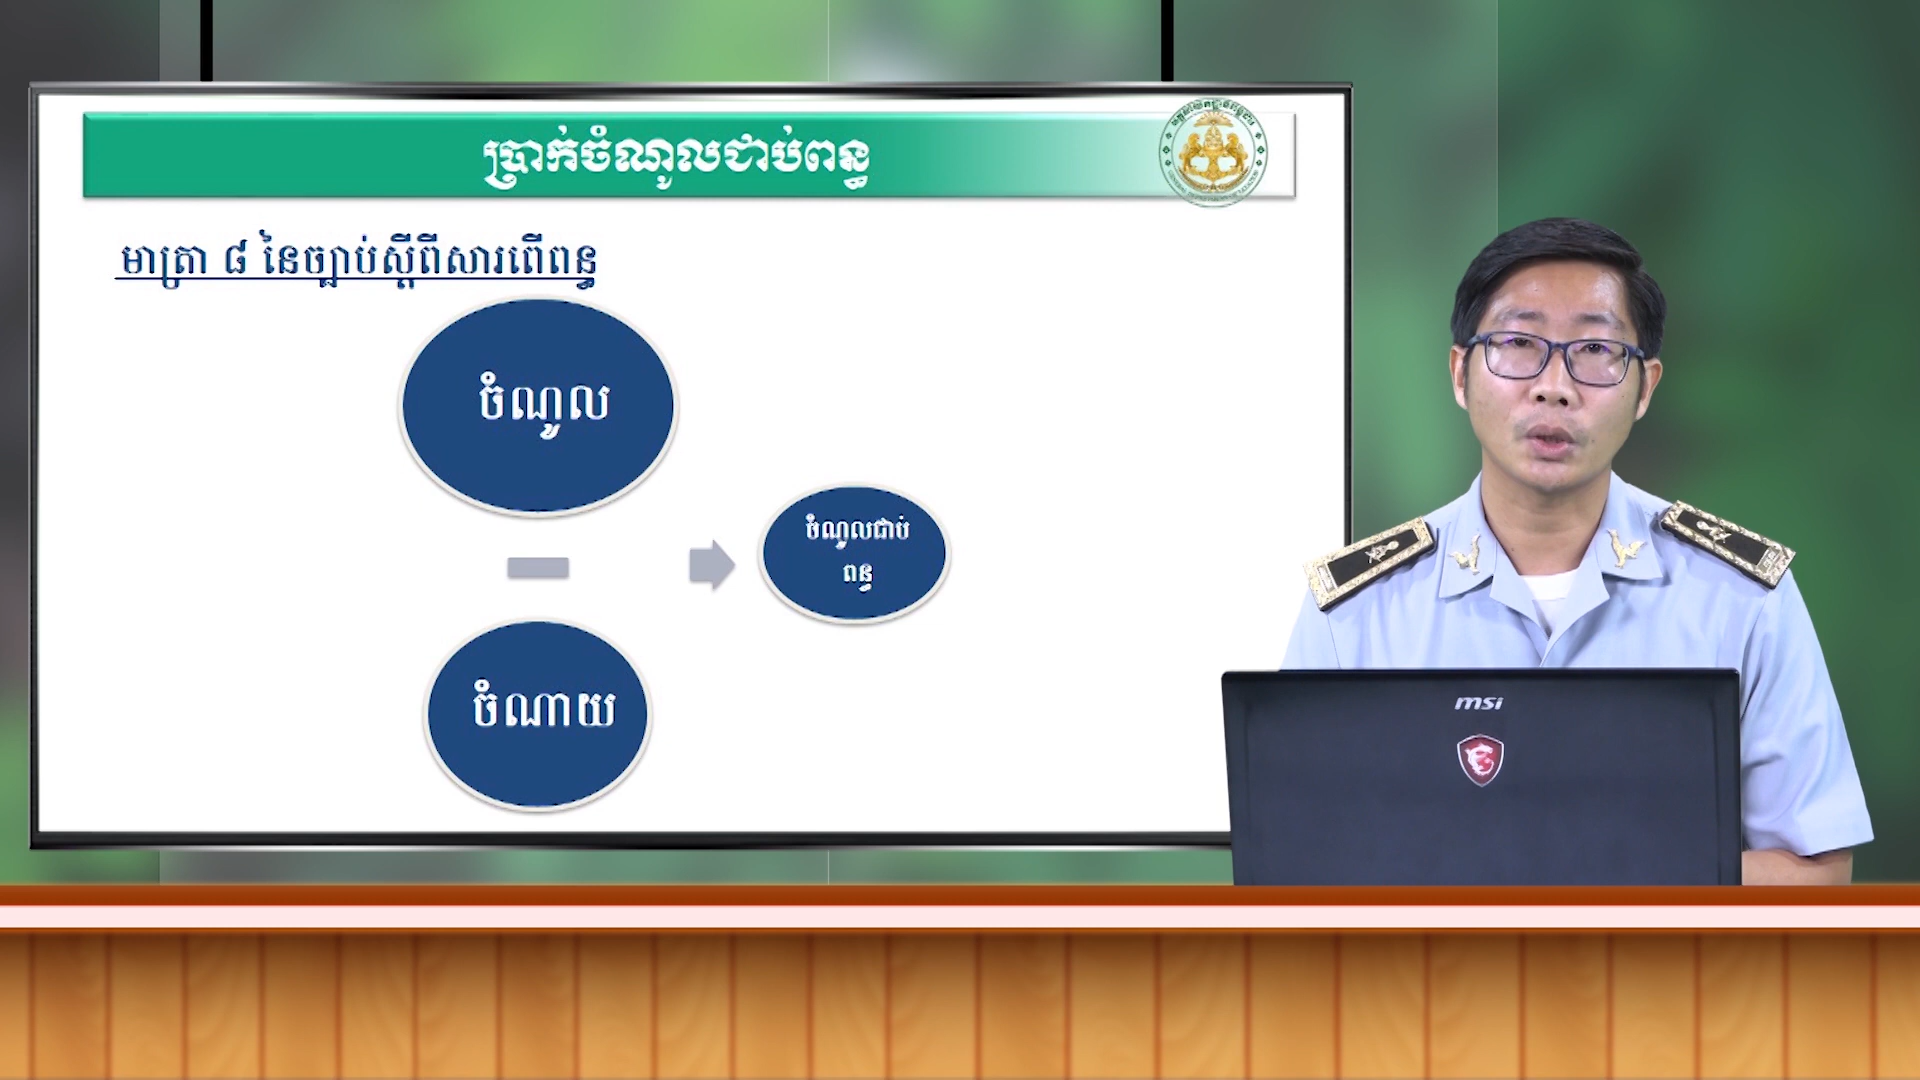 ប្រាក់ចំណូលជាប់ពន្ធ
មាត្រា ៨ នៃច្បាប់ស្តីពីសារពើពន្ធ
ចំណូល
ចំណូលជាប់
ពន្ធ
ចំណាយ
msi